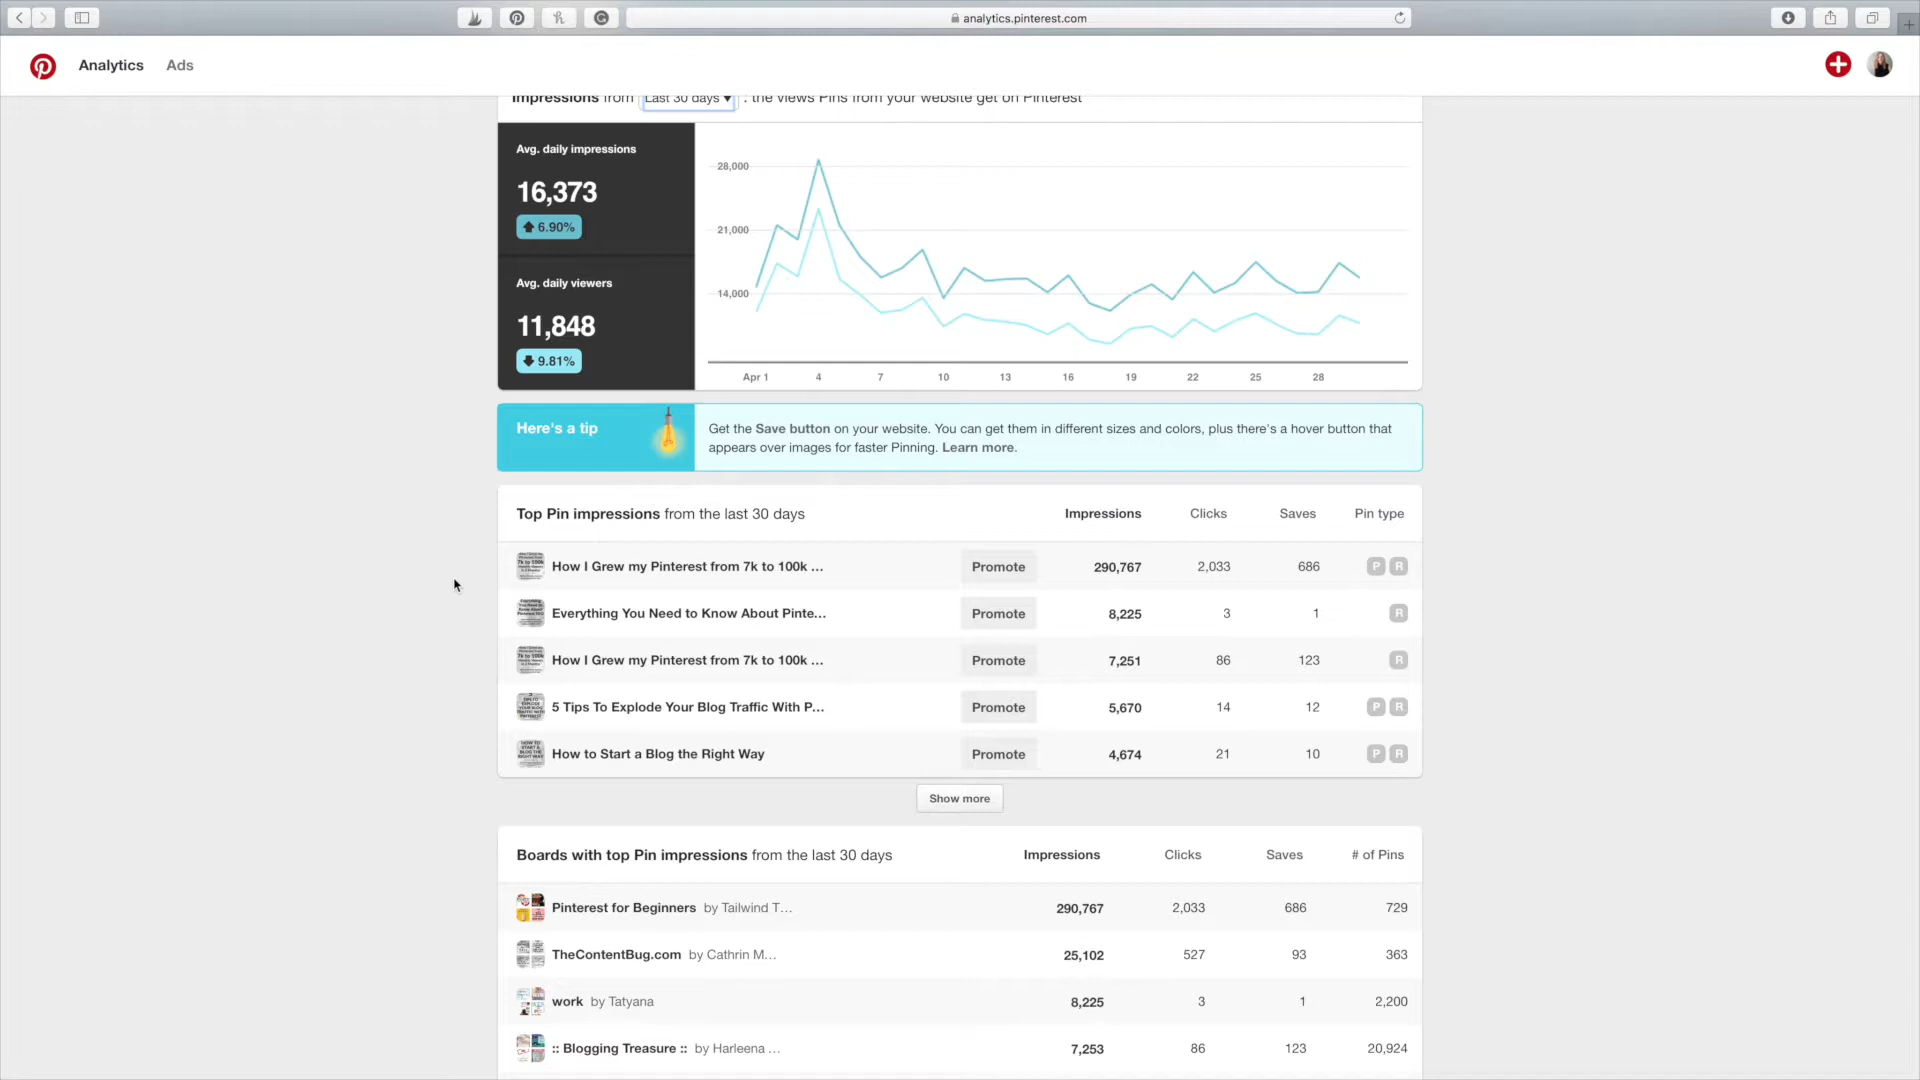 analytics.pinterest.com
Analytics Ads
Impressions from Last 30 days ▾ : the views Pins from your website get on Pinterest
Avg. daily impressions
16,373
6.90%
Avg. daily viewers
11,848
9.81%
28,000
21,000
14,000
Apr 1 4 7 10 13 16 19 22 25 28
Here's a tip
Get the Save button on your website. You can get them in different sizes and colors, plus there's a hover button that
appears over images for faster Pinning. Learn more.
Top Pin impressions from the last 30 days Impressions Clicks Saves Pin type
How I Grew my Pinterest from 7k to 100k ... Promote 290,767 2,033 686 P R
Everything You Need to Know About Pinte... Promote 8,225 3 1 R
How I Grew my Pinterest from 7k to 100k ... Promote 7,251 86 123 R
5 Tips To Explode Your Blog Traffic With P... Promote 5,670 14 12 P R
How to Start a Blog the Right Way Promote 4,674 21 10 P R
Show more
Boards with top Pin impressions from the last 30 days Impressions Clicks Saves # of Pins
Pinterest for Beginners by Tailwind T... 290,767 2,033 686 729
TheContentBug.com by Cathrin M... 25,102 527 93 363
work by Tatyana 8,225 3 1 2,200
:: Blogging Treasure :: by Harleena ... 7,253 86 123 20,924